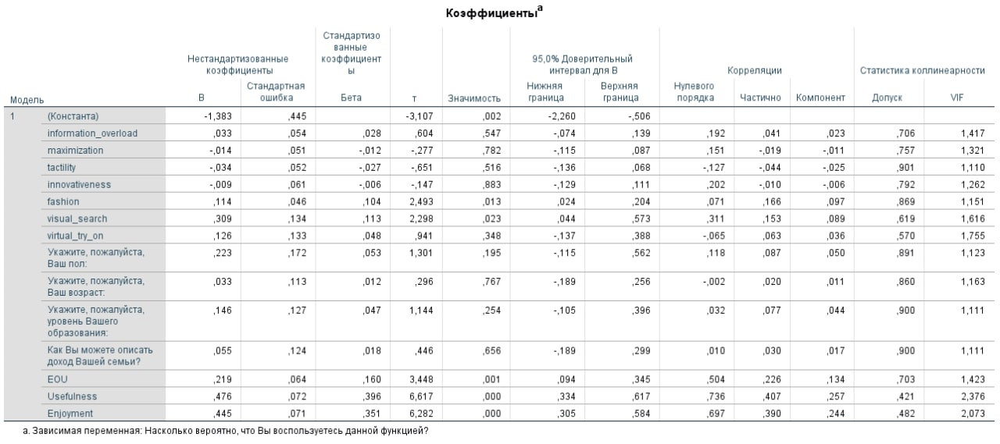 Коэффициентыа
Нестандартизованные коэффициенты Стандартизованные коэффициенты 95,0% Доверительный интервал для B Корреляции Статистика коллинеарности
Модель B Стандартная ошибка Бета т Значимость Нижняя граница Верхняя граница Нулевого порядка Частично Компонент Допуск VIF
1 (Константа) -1,383 ,445 -3,107 ,002 -2,260 -,506
information_overload ,033 ,054 ,028 ,604 ,547 -,074 ,139 ,192 ,041 ,023 ,706 1,417
maximization -,014 ,051 -,012 -,277 ,782 -,115 ,087 ,151 -,019 -,011 ,757 1,321
tactility -,034 ,052 -,027 -,651 ,516 -,136 ,068 -,127 -,044 -,025 ,901 1,110
innovativeness -,009 ,061 -,006 -,147 ,883 -,129 ,111 ,202 -,010 -,006 ,792 1,262
fashion ,114 ,046 ,104 2,493 ,013 ,024 ,204 ,071 ,166 ,097 ,869 1,151
visual_search ,309 ,134 ,113 2,298 ,023 ,044 ,573 ,311 ,153 ,089 ,619 1,616
virtual_try_on ,126 ,133 ,048 ,941 ,348 -,137 ,388 -,065 ,063 ,036 ,570 1,755
Укажите, пожалуйста, Ваш пол: ,223 ,172 ,053 1,301 ,195 -,115 ,562 ,118 ,087 ,050 ,891 1,123
Укажите, пожалуйста, Ваш возраст: ,033 ,113 ,012 ,296 ,767 -,189 ,256 -,002 ,020 ,011 ,860 1,163
Укажите, пожалуйста, уровень Вашего образования: ,146 ,127 ,047 1,144 ,254 -,105 ,396 ,032 ,077 ,044 ,900 1,111
Как Вы можете описать доход Вашей семьи? ,055 ,124 ,018 ,446 ,656 -,189 ,299 ,010 ,030 ,017 ,900 1,111
EOU ,219 ,064 ,160 3,448 ,001 ,094 ,345 ,504 ,226 ,134 ,703 1,423
Usefulness ,476 ,072 ,396 6,617 ,000 ,334 ,617 ,736 ,407 ,257 ,421 2,376
Enjoyment ,445 ,071 ,351 6,282 ,000 ,305 ,584 ,697 ,390 ,244 ,482 2,073
а. Зависимая переменная: Насколько вероятно, что Вы воспользуетесь данной функцией?